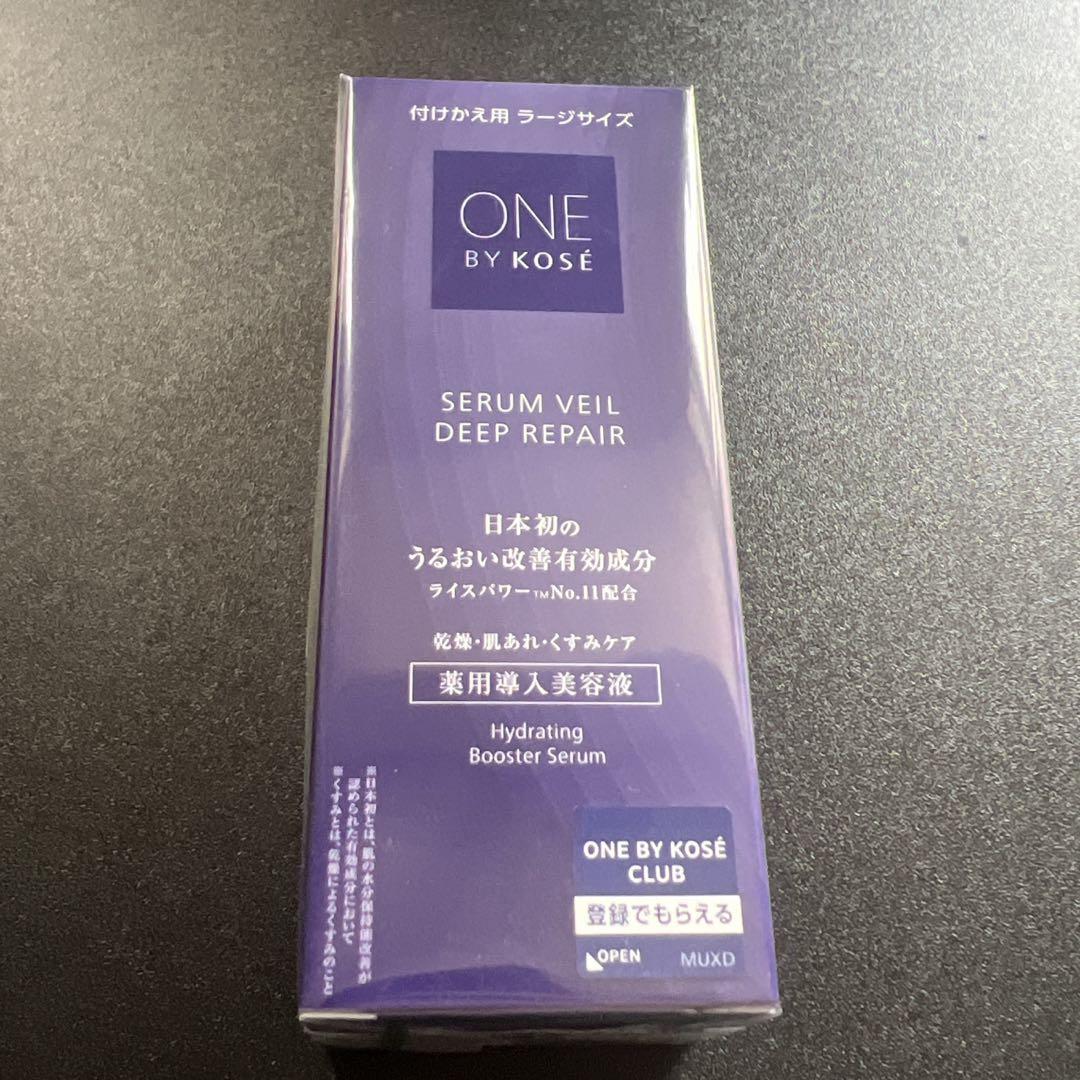 付けかえ用 ラージサイズ
ONE
BY KOSÉ
SERUM VEIL
DEEP REPAIR
日本初の
うるおい改善有効成分
ライスパワー™No.11配合
乾燥・肌あれ・くすみケア
薬用導入美容液
Hydrating
Booster Serum
※日本初とは、肌の水分保持能改善が
認められた有効成分において
※くすみとは、乾燥によるくすみのこと
ONE BY KOSÉ
CLUB
登録でもらえる
OPEN MUXD